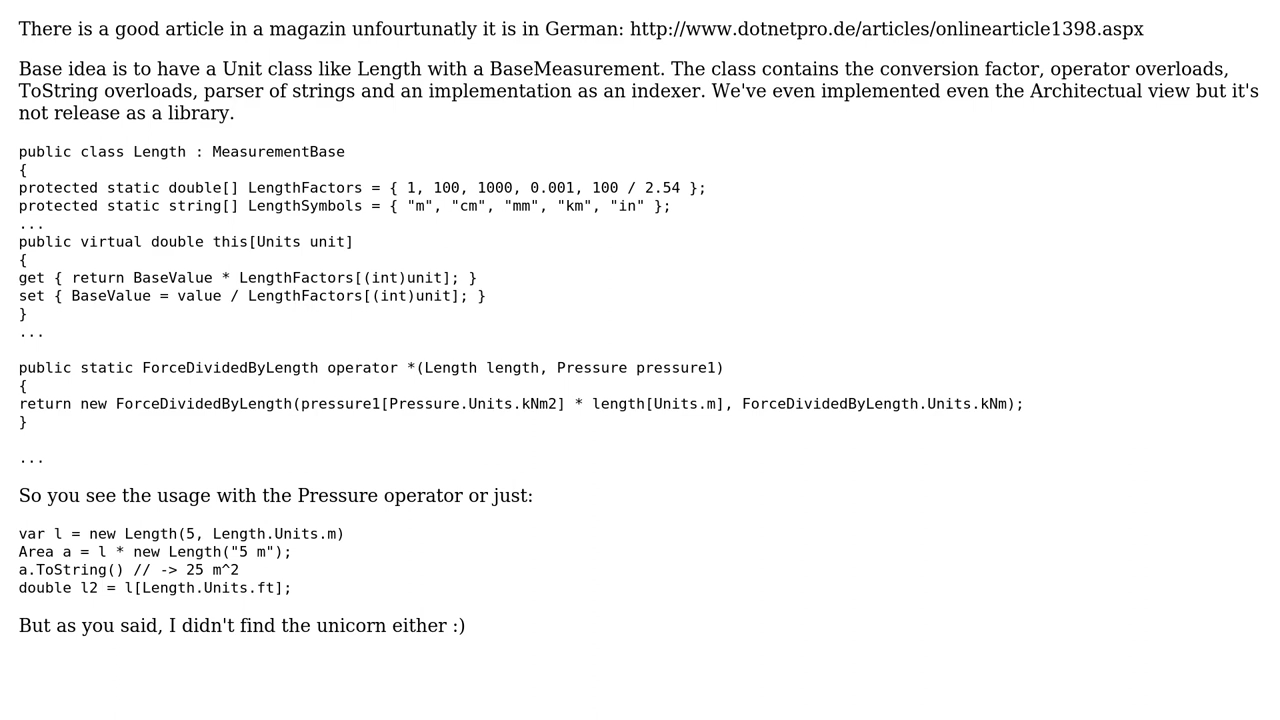 There is a good article in a magazin unfourtunatly it is in German: http://www.dotnetpro.de/articles/onlinearticle1398.aspx
Base idea is to have a Unit class like Length with a BaseMeasurement. The class contains the conversion factor, operator overloads,
ToString overloads, parser of strings and an implementation as an indexer. We've even implemented even the Architectual view but it's
not release as a library.
public class Length : MeasurementBase
{
protected static double[] LengthFactors = { 1, 100, 1000, 0.001, 100 / 2.54 };
protected static string[] LengthSymbols = { "m", "cm", "mm", "km", "in" };
...
public virtual double this[Units unit]
{
get { return BaseValue * LengthFactors[(int)unit]; }
set { BaseValue = value / LengthFactors[(int)unit]; }
}
...
public static ForceDividedByLength operator *(Length length, Pressure pressure1)
{
return new ForceDividedByLength(pressure1[Pressure.Units.kNm2] * length[Units.m], ForceDividedByLength.Units.kNm);
}
...
So you see the usage with the Pressure operator or just:
var l = new Length(5, Length.Units.m)
Area a = l * new Length("5 m");
a.ToString() // -> 25 m^2
double l2 = l[Length.Units.ft];
But as you said, I didn't find the unicorn either :)